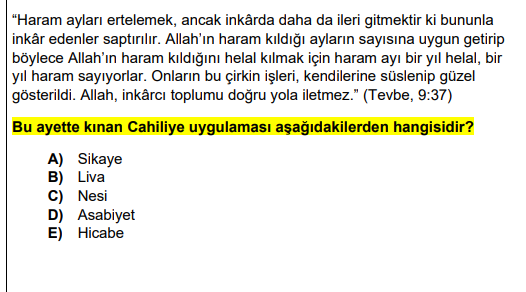 “Haram ayları ertelemek, ancak inkârda daha da ileri gitmektir ki bununla
inkâr edenler saptırılır. Allah’ın haram kıldığı ayların sayısına uygun getirip
böylece Allah’ın haram kıldığını helal kılmak için haram ayı bir yıl helal, bir
yıl haram sayıyorlar. Onların bu çirkin işleri, kendilerine süslenip güzel
gösterildi. Allah, inkârcı toplumu doğru yola iletmez.” (Tevbe, 9:37)
Bu ayette kınan Cahiliye uygulaması aşağıdakilerden hangisidir?
A) Sikaye
B) Liva
C) Nesi
D) Asabiyet
E) Hicabe